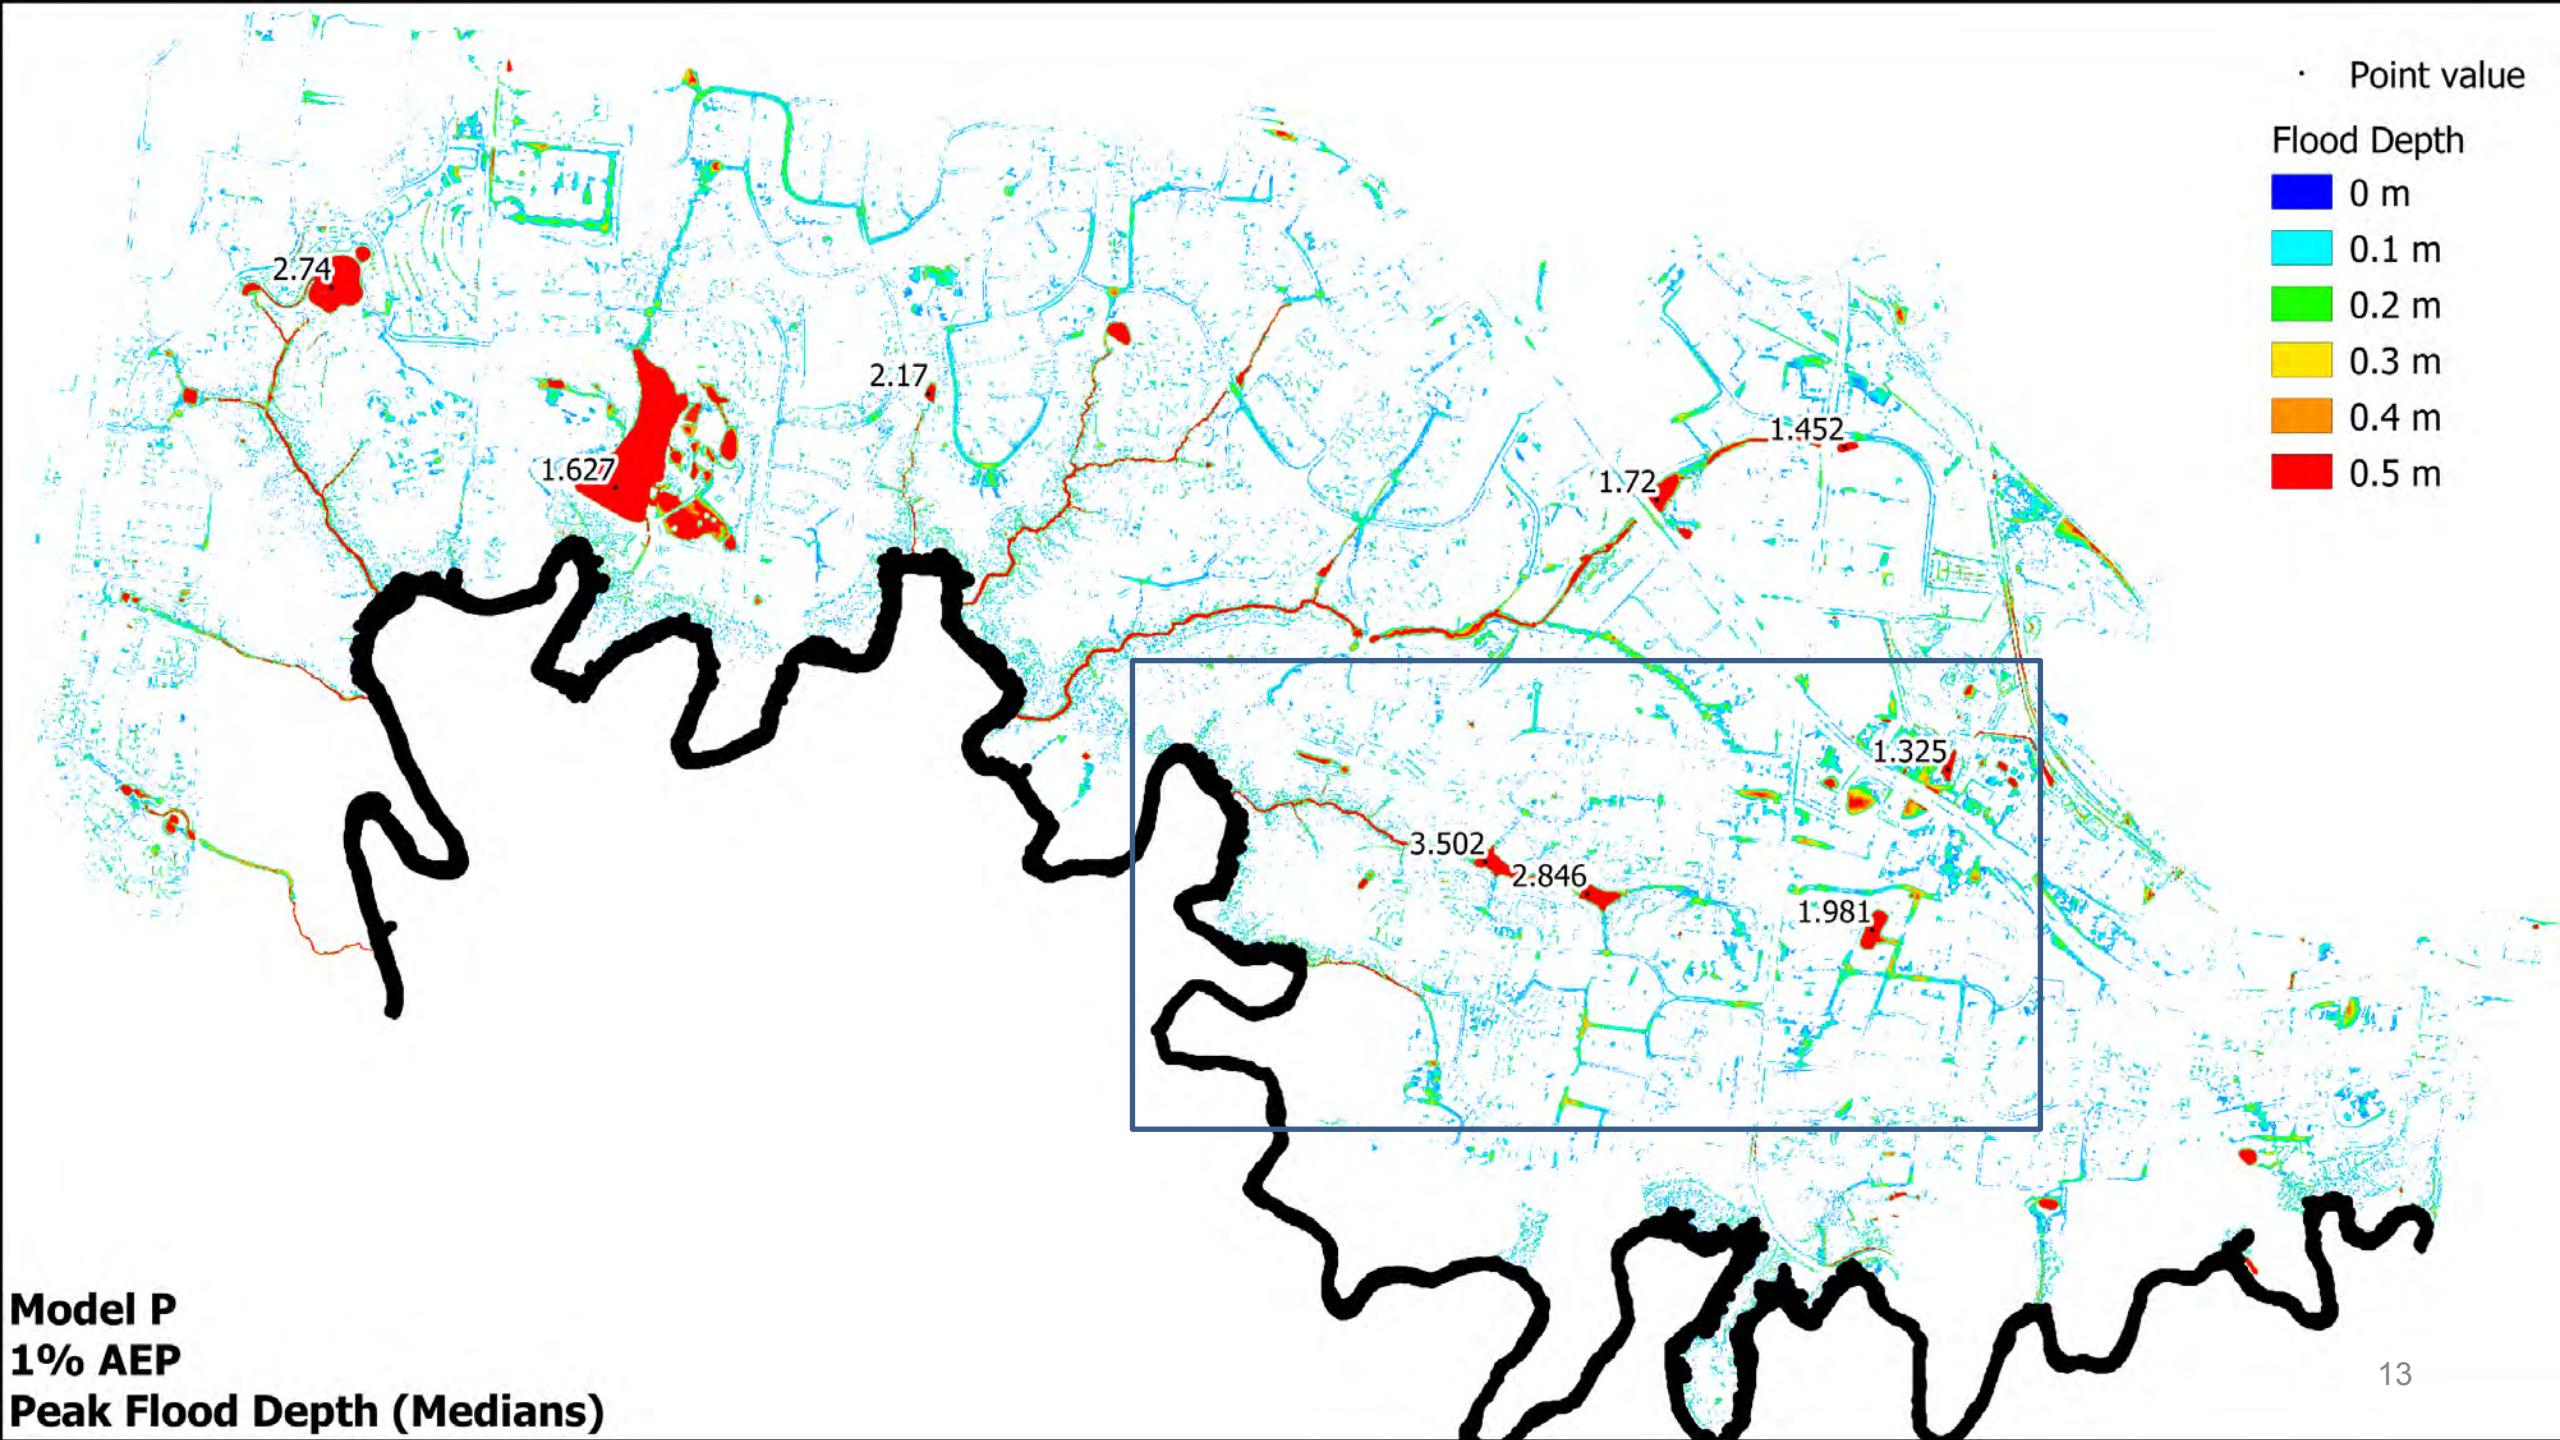 Point value
Flood Depth
0 m
0.1 m
0.2 m
0.3 m
0.4 m
0.5 m
2.74
2.17
1.627
1.452
1.72
1.325
3.502
2.846
1.981
Model P
1% AEP
Peak Flood Depth (Medians)
13